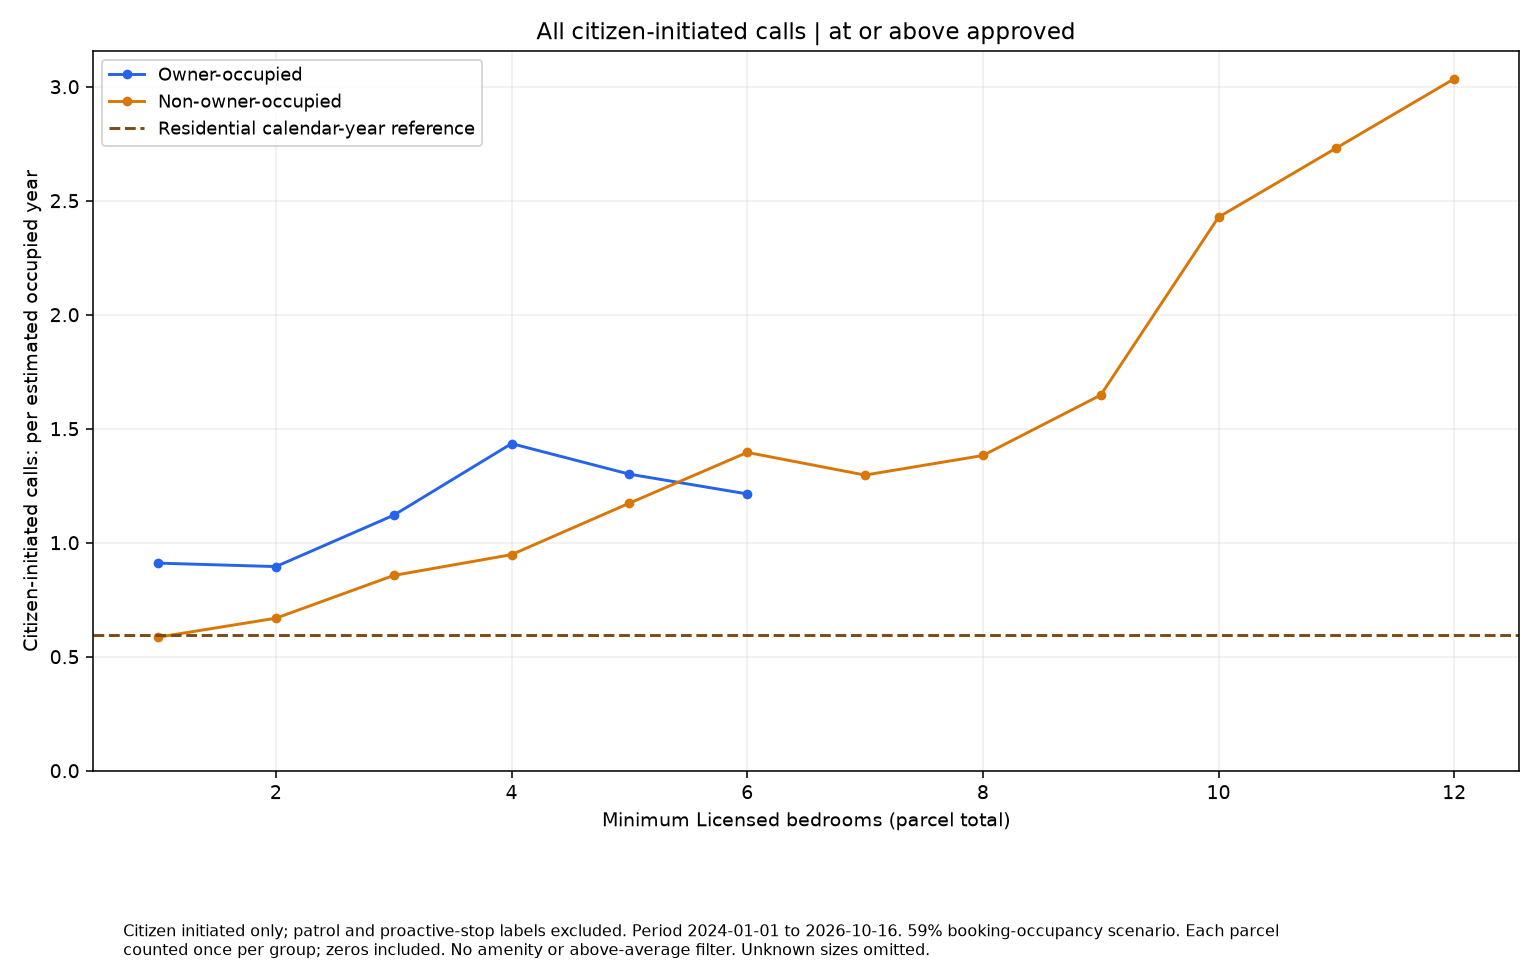 All citizen-initiated calls | at or above approved
Owner-occupied
Non-owner-occupied
Residential calendar-year reference
Citizen-initiated calls: per estimated occupied year
3.0
2.5
2.0
1.5
1.0
0.5
0.0
2 4 6 8 10 12
Minimum Licensed bedrooms (parcel total)
Citizen initiated only; patrol and proactive-stop labels excluded. Period 2024-01-01 to 2026-10-16. 59% booking-occupancy scenario. Each parcel
counted once per group; zeros included. No amenity or above-average filter. Unknown sizes omitted.